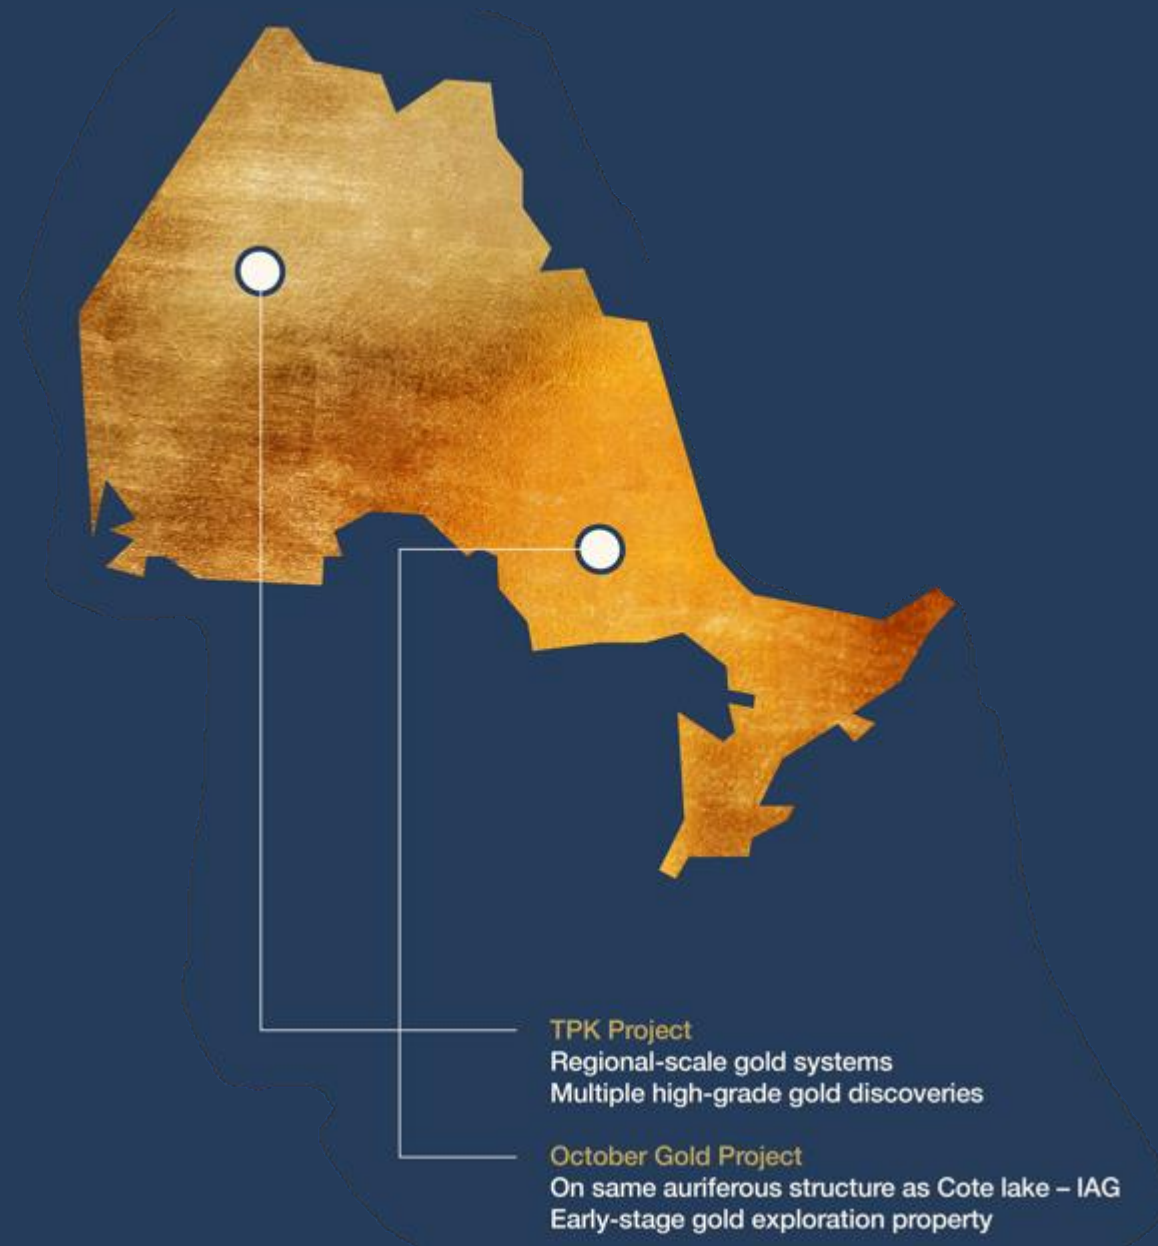 TPK Project
Regional-scale gold systems
Multiple high-grade gold discoveries
October Gold Project
On same auriferous structure as Cote lake – IAG
Early-stage gold exploration property